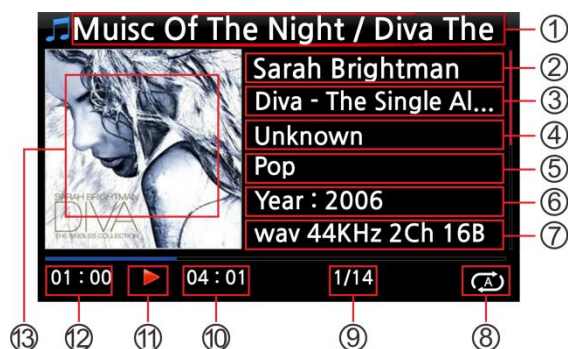 Muisc Of The Night / Diva The
①
Sarah Brightman
②
Diva - The Single Al...
③
Unknown
④
Pop
⑤
Year : 2006
⑥
wav 44KHz 2Ch 16B
⑦
SARAH BRIGHTMAN
DIVA
THE SINGLES COLLECTION
01 : 00
04 : 01
1/14
A
⑬ ⑫ ⑪ ⑩ ⑨ ⑧